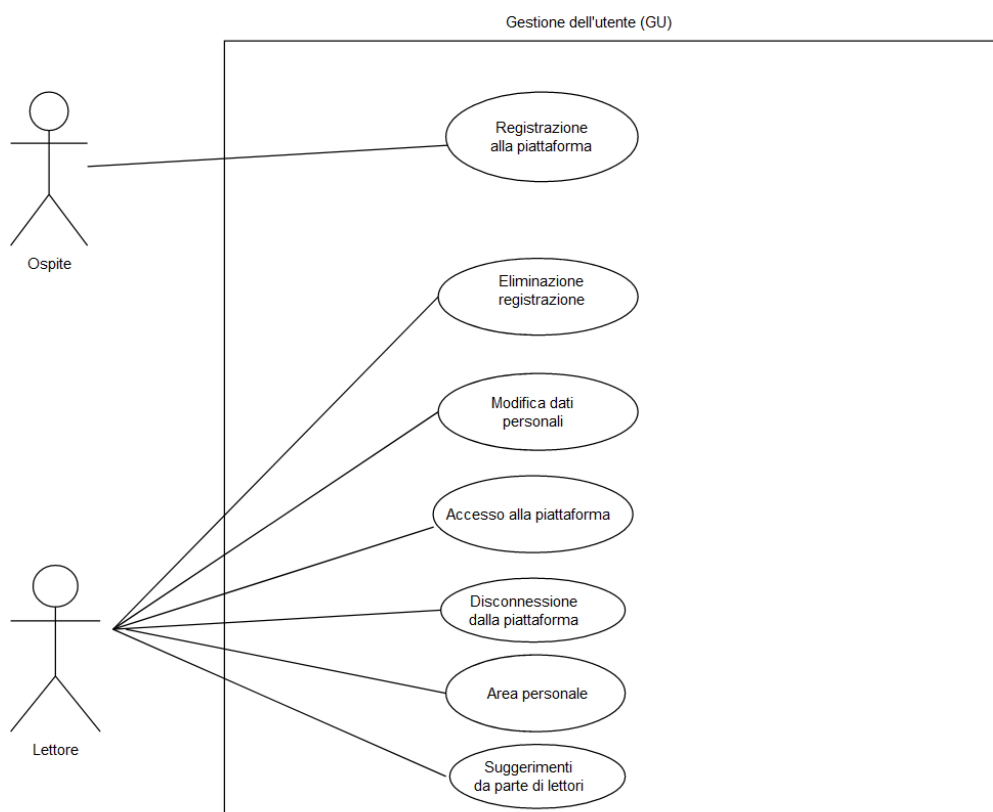 Gestione dell'utente (GU)
Registrazione
alla piattaforma
Ospite
Eliminazione
registrazione
Modifica dati
personali
Accesso alla piattaforma
Disconnessione
dalla piattaforma
Area personale
Lettore
Suggerimenti
da parte di lettori